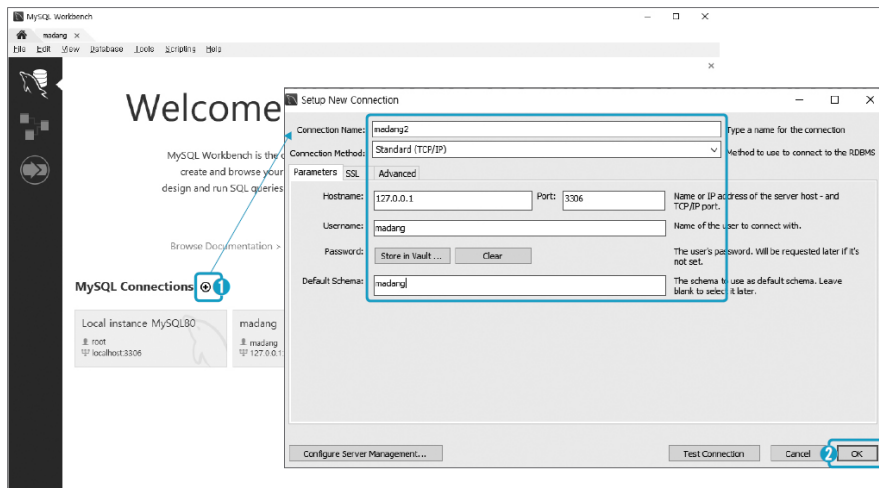 MySQL Workbench
madang ×
File Edit View Database Tools Scripting Help
Welcome
MySQL Workbench is the
create and browse your
design and run SQL queries
Browse Documentation >
MySQL Connections ⊕ 1
Local instance MySQL80
root
localhost:3306
madang
madang
127.0.0.1:
Setup New Connection
Connection Name: madang2 Type a name for the connection
Connection Method: Standard (TCP/IP) Method to use to connect to the RDBMS
Parameters SSL Advanced
Hostname: 127.0.0.1 Port: 3306 Name or IP address of the server host - and
TCP/IP port.
Username: madang Name of the user to connect with.
Password: Store in Vault ... Clear The user's password. Will be requested later if it's
not set.
Default Schema: madang The schema to use as default schema. Leave
blank to select it later.
Configure Server Management... Test Connection Cancel 2 OK